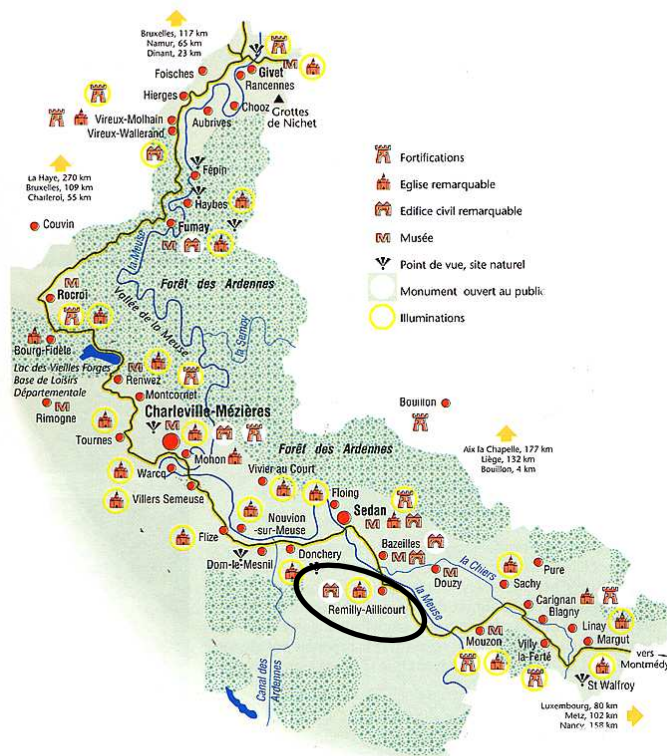 Bruxelles, 117 km
Namur, 65 km
Dinant, 23 km
Foisches
Givet
Rancennes
Hierges
Chooz
Grottes
de Nichet
Aubrives
Vireux-Molhain
Vireux-Wallerand
La Haye, 270 km
Bruxelles, 109 km
Charleroi, 55 km
Fépin
Haybes
Couvin
Fumay
la Meuse
Forêt des Ardennes
Rocroi
Vallée de la Meuse
la Semoy
Bourg-Fidèle
Lac des Vieilles Forges
Base de Loisirs
Départementale
Renwez
Montcornet
Rimogne
Charleville-Mézières
Tournes
Mohon
Warcq
Villers Semeuse
Forêt des Ardennes
Vivier au Court
Floing
Sedan
Nouvion
-sur-Meuse
Flize
Dom-le-Mesnil
Donchery
Bazeilles
Douzy
Remilly-Aillicourt
la Meuse
la Chiers
Canal des
Ardennes
Bouillon
Aix la Chapelle, 177 km
Liège, 132 km
Bouillon, 4 km
Pure
Sachy
Carignan
Blagny
Linay
Margut
Mouzon
Villy
la-Ferté
vers
Montmédy
St Walfroy
Luxembourg, 80 km
Metz, 102 km
Nancy, 158 km
Fortifications
Eglise remarquable
Edifice civil remarquable
M Musée
Point de vue, site naturel
Monument ouvert au public
Illuminations